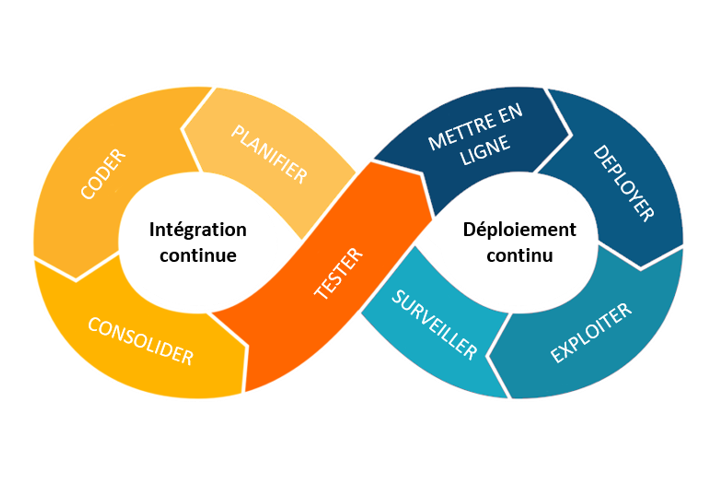 PLANIFIER
CODER
CONSOLIDER
TESTER
METTRE EN
LIGNE
DEPLOYER
EXPLOITER
SURVEILLER
Intégration
continue
Déploiement
continu